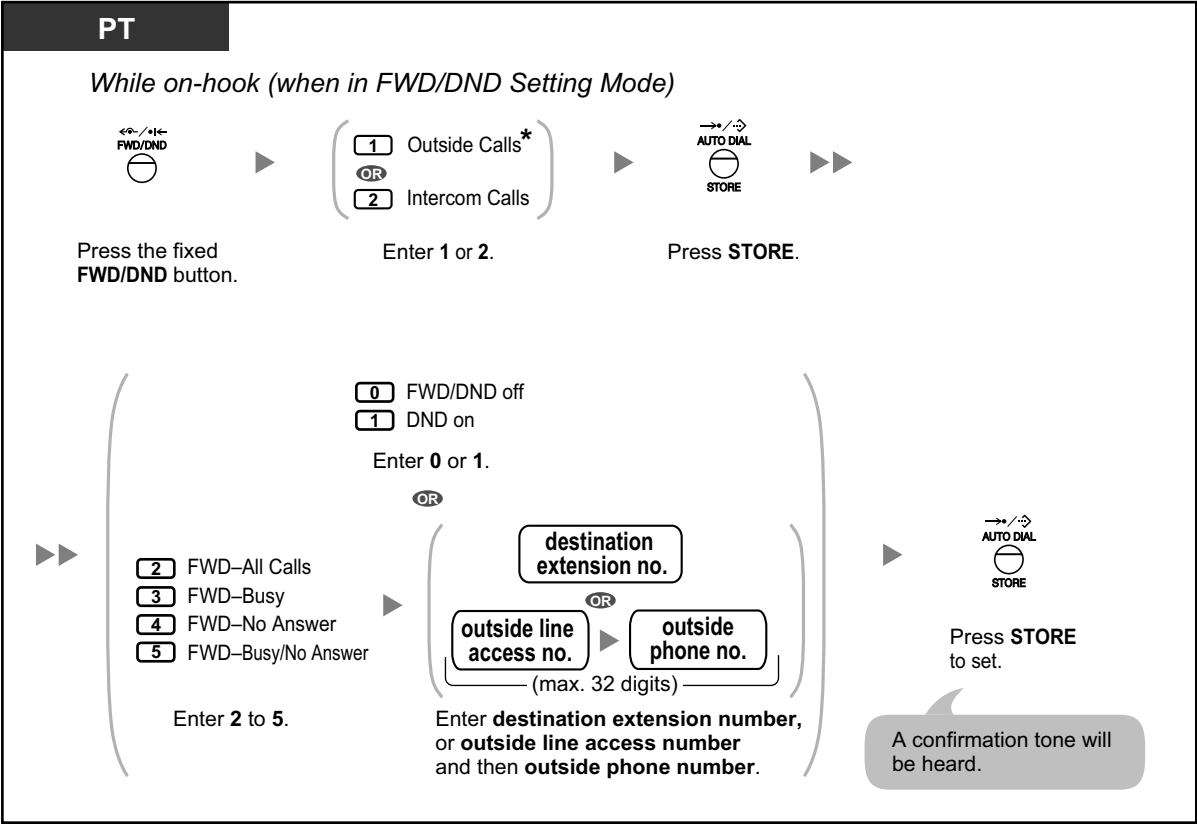 PT
While on-hook (when in FWD/DND Setting Mode)
FWD/DND
1 Outside Calls*
OR
2 Intercom Calls
AUTO DIAL
STORE
Press the fixed
FWD/DND button.
Enter 1 or 2.
Press STORE.
0 FWD/DND off
1 DND on
Enter 0 or 1.
OR
2 FWD–All Calls
3 FWD–Busy
4 FWD–No Answer
5 FWD–Busy/No Answer
Enter 2 to 5.
destination
extension no.
OR
outside line
access no.
outside
phone no.
(max. 32 digits)
Enter destination extension number,
or outside line access number
and then outside phone number.
AUTO DIAL
STORE
Press STORE
to set.
A confirmation tone will
be heard.